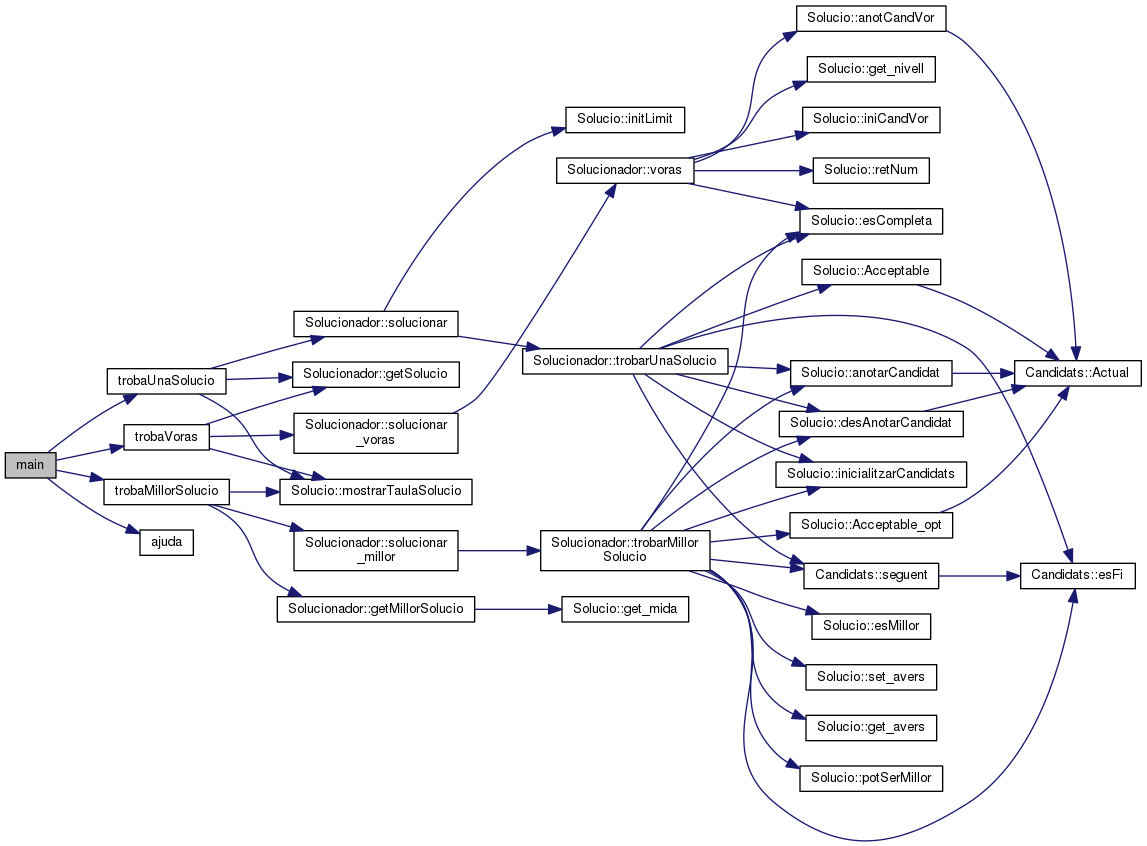 main
trobaUnaSolucio
trobaVoras
trobaMillorSolucio
ajuda
Solucionador::solucionar
Solucionador::getSolucio
Solucionador::solucionar
_voras
Solucio::mostrarTaulaSolucio
Solucionador::solucionar
_millor
Solucionador::getMillorSolucio
Solucio::initLimit
Solucionador::voras
Solucionador::trobarUnaSolucio
Solucionador::trobarMillor
Solucio
Solucio::get_mida
Solucio::anotCandVor
Solucio::get_nivell
Solucio::iniCandVor
Solucio::retNum
Solucio::esCompleta
Solucio::Acceptable
Solucio::anotarCandidat
Solucio::desAnotarCandidat
Solucio::inicialitzarCandidats
Solucio::Acceptable_opt
Candidats::seguent
Solucio::esMillor
Solucio::set_avers
Solucio::get_avers
Solucio::potSerMillor
Candidats::Actual
Candidats::esFi